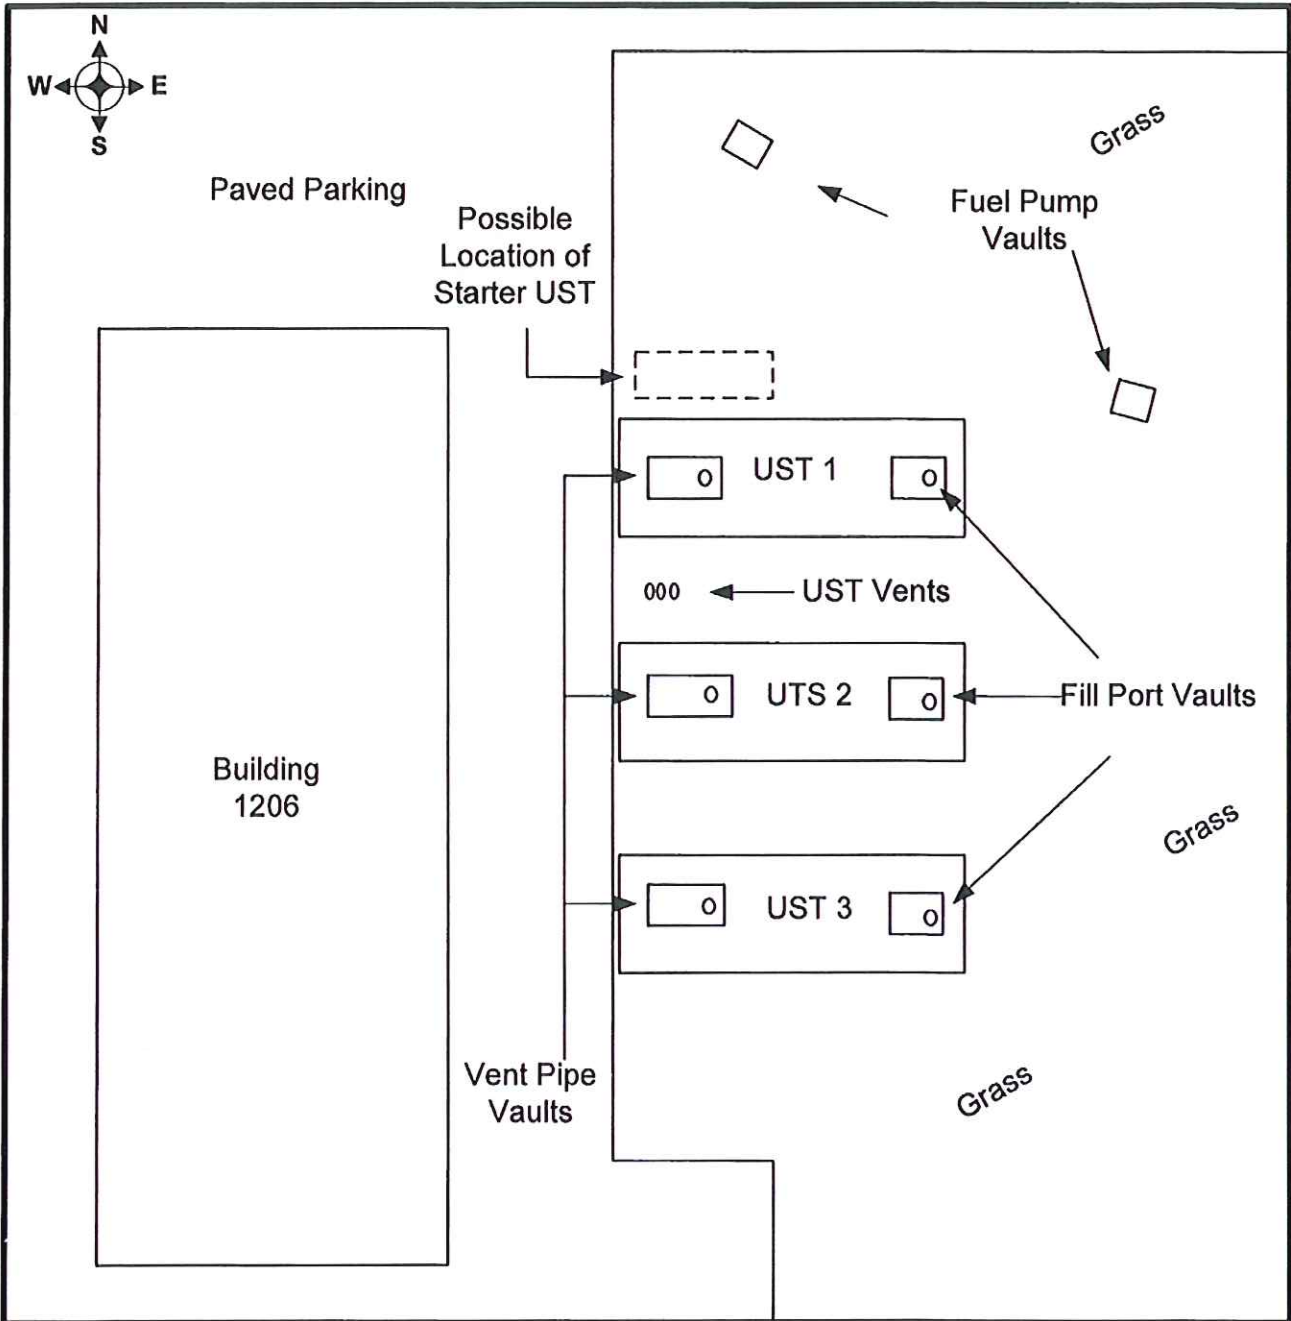 N
W E
S
Grass
Paved Parking
Fuel Pump
Vaults
Possible
Location of
Starter UST
UST 1
UST Vents
UTS 2
Fill Port Vaults
Building
1206
Grass
UST 3
Vent Pipe
Vaults
Grass